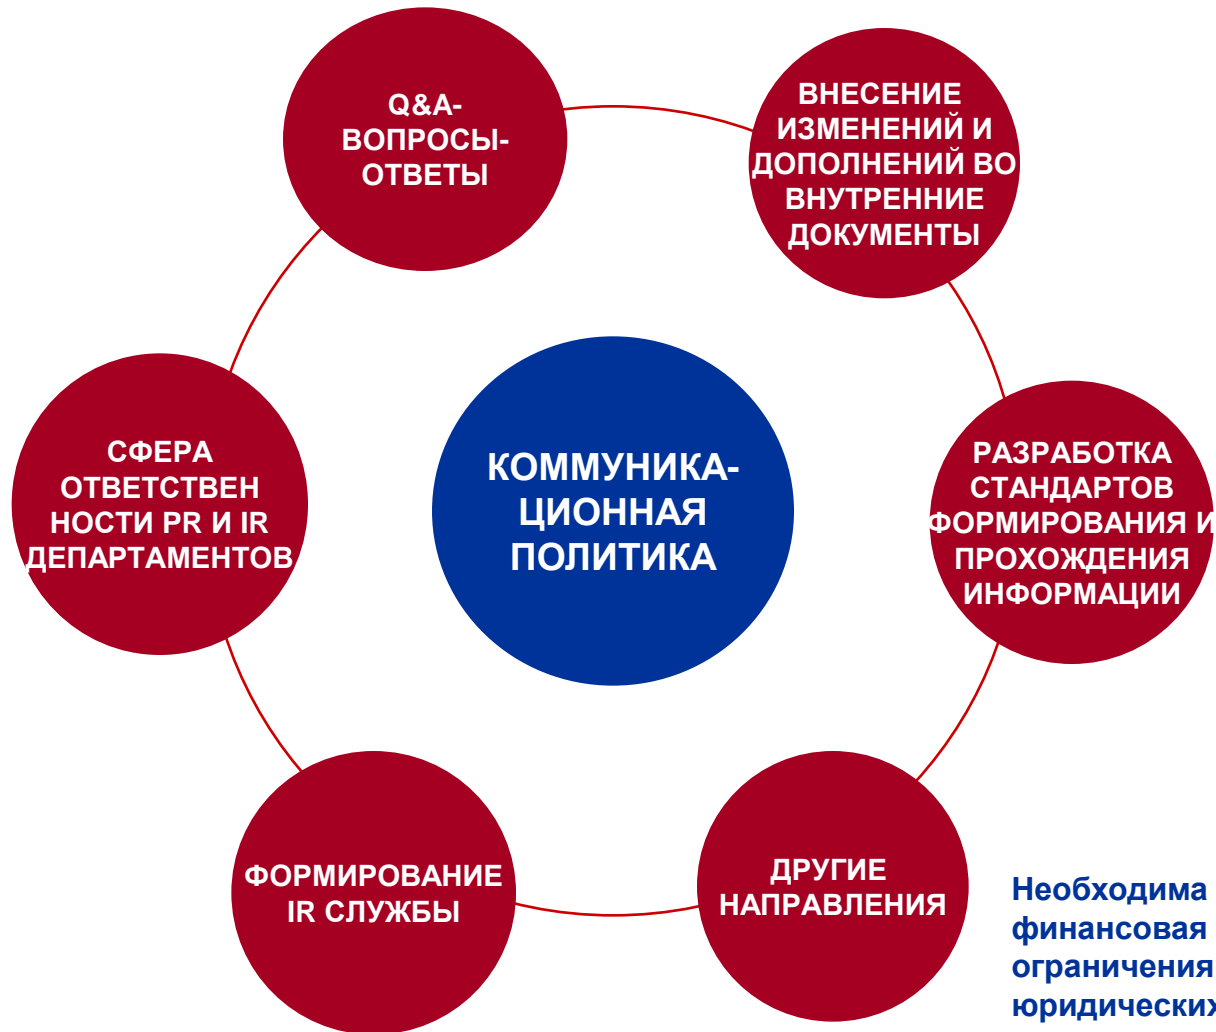 Q&A-
ВОПРОСЫ-
ОТВЕТЫ
ВНЕСЕНИЕ
ИЗМЕНЕНИЙ И
ДОПОЛНЕНИЙ ВО
ВНУТРЕННИЕ
ДОКУМЕНТЫ
СФЕРА
ОТВЕТСТВЕН
НОСТИ PR И IR
ДЕПАРТАМЕНТОВ
КОММУНИКА-
ЦИОННАЯ
ПОЛИТИКА
РАЗРАБОТКА
СТАНДАРТОВ
ФОРМИРОВАНИЯ И
ПРОХОЖДЕНИЯ
ИНФОРМАЦИИ
ФОРМИРОВАНИЕ
IR СЛУЖБЫ
ДРУГИЕ
НАПРАВЛЕНИЯ
Необходима
финансовая
ограничения
юридических